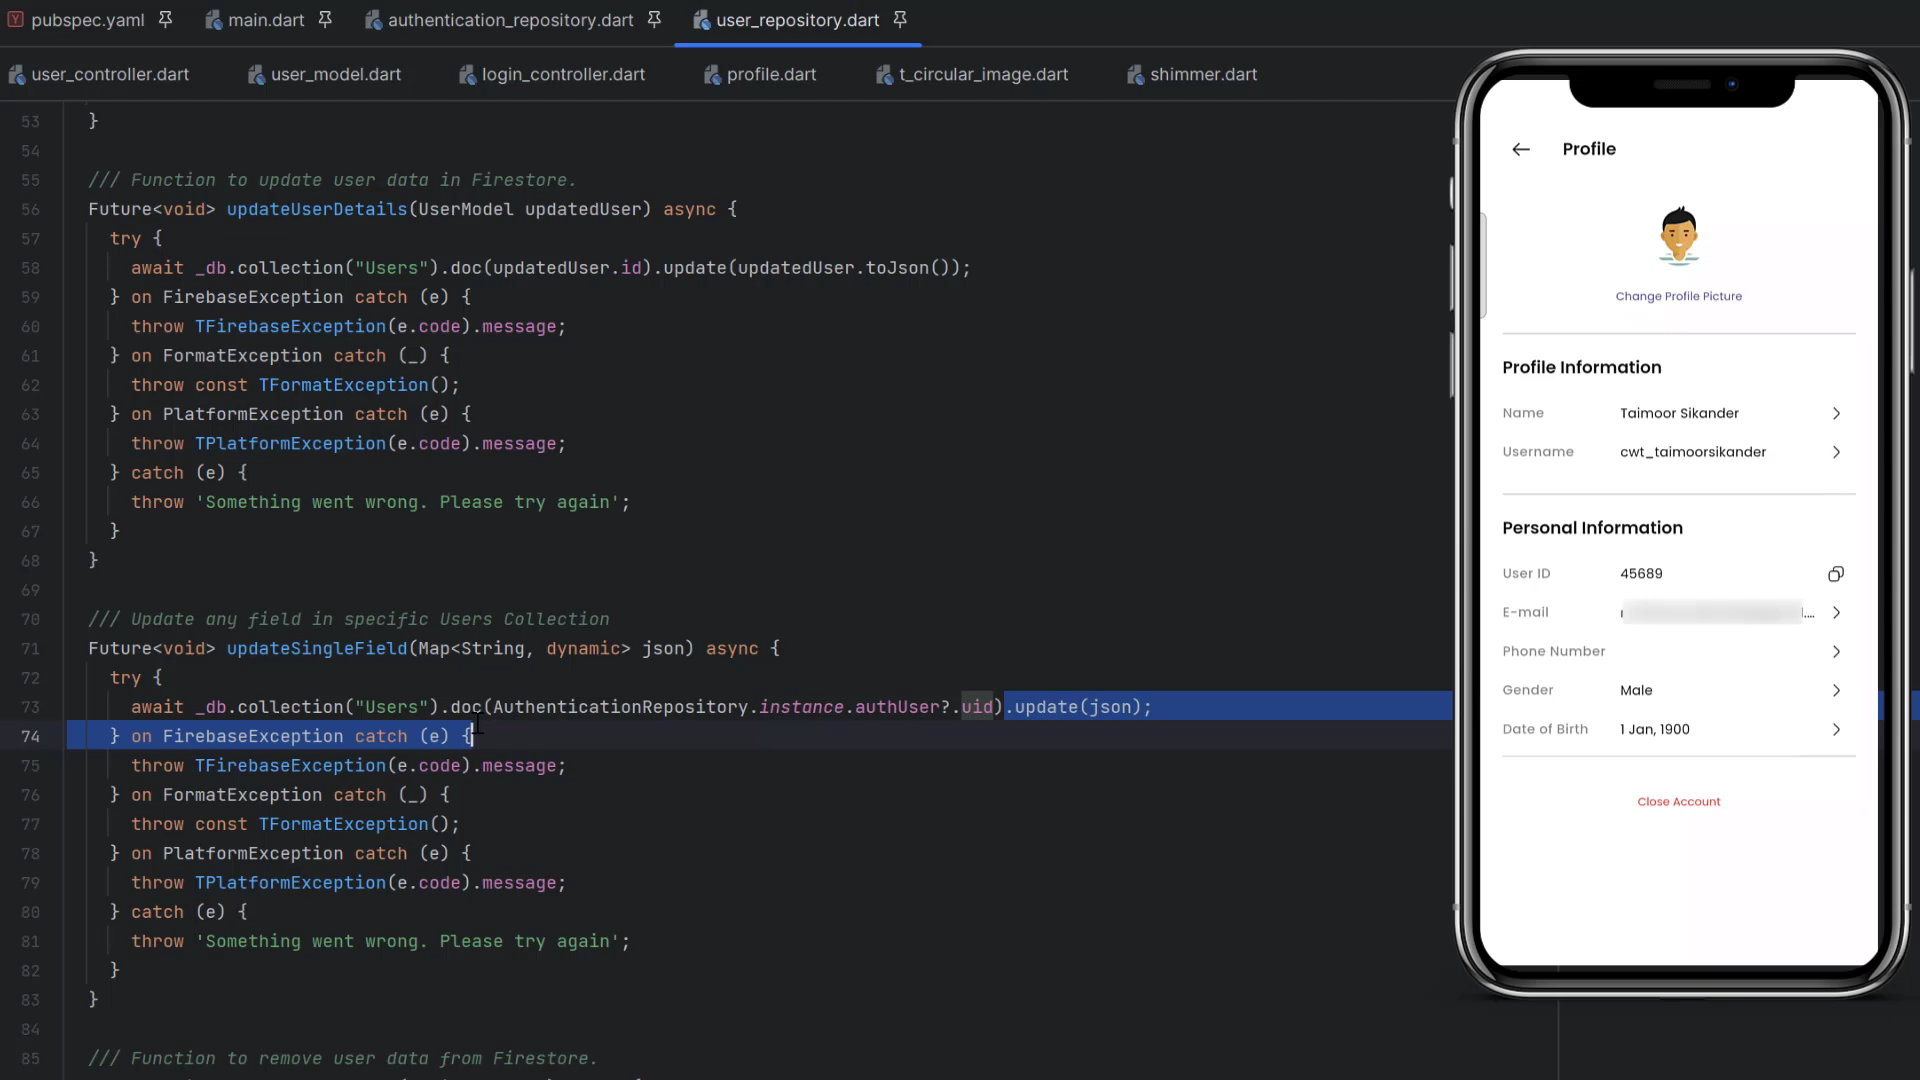 pubspec.yaml main.dart authentication_repository.dart user_repository.dart
user_controller.dart user_model.dart login_controller.dart profile.dart t_circular_image.dart shimmer.dart
53 }
54
55 /// Function to update user data in Firestore.
56 Future<void> updateUserDetails(UserModel updatedUser) async {
57 try {
58 await _db.collection("Users").doc(updatedUser.id).update(updatedUser.toJson());
59 } on FirebaseException catch (e) {
60 throw TFirebaseException(e.code).message;
61 } on FormatException catch (_) {
62 throw const TFormatException();
63 } on PlatformException catch (e) {
64 throw TPlatformException(e.code).message;
65 } catch (e) {
66 throw 'Something went wrong. Please try again';
67 }
68 }
69
70 /// Update any field in specific Users Collection
71 Future<void> updateSingleField(Map<String, dynamic> json) async {
72 try {
73 await _db.collection("Users").doc(AuthenticationRepository.instance.authUser?.uid).update(json);
74 } on FirebaseException catch (e) {
75 throw TFirebaseException(e.code).message;
76 } on FormatException catch (_) {
77 throw const TFormatException();
78 } on PlatformException catch (e) {
79 throw TPlatformException(e.code).message;
80 } catch (e) {
81 throw 'Something went wrong. Please try again';
82 }
83 }
84
85 /// Function to remove user data from Firestore.
Profile
Change Profile Picture
Profile Information
Name Taimoor Sikander
Username cwt_taimoorsikander
Personal Information
User ID 45689
E-mail
Phone Number
Gender Male
Date of Birth 1 Jan, 1900
Close Account